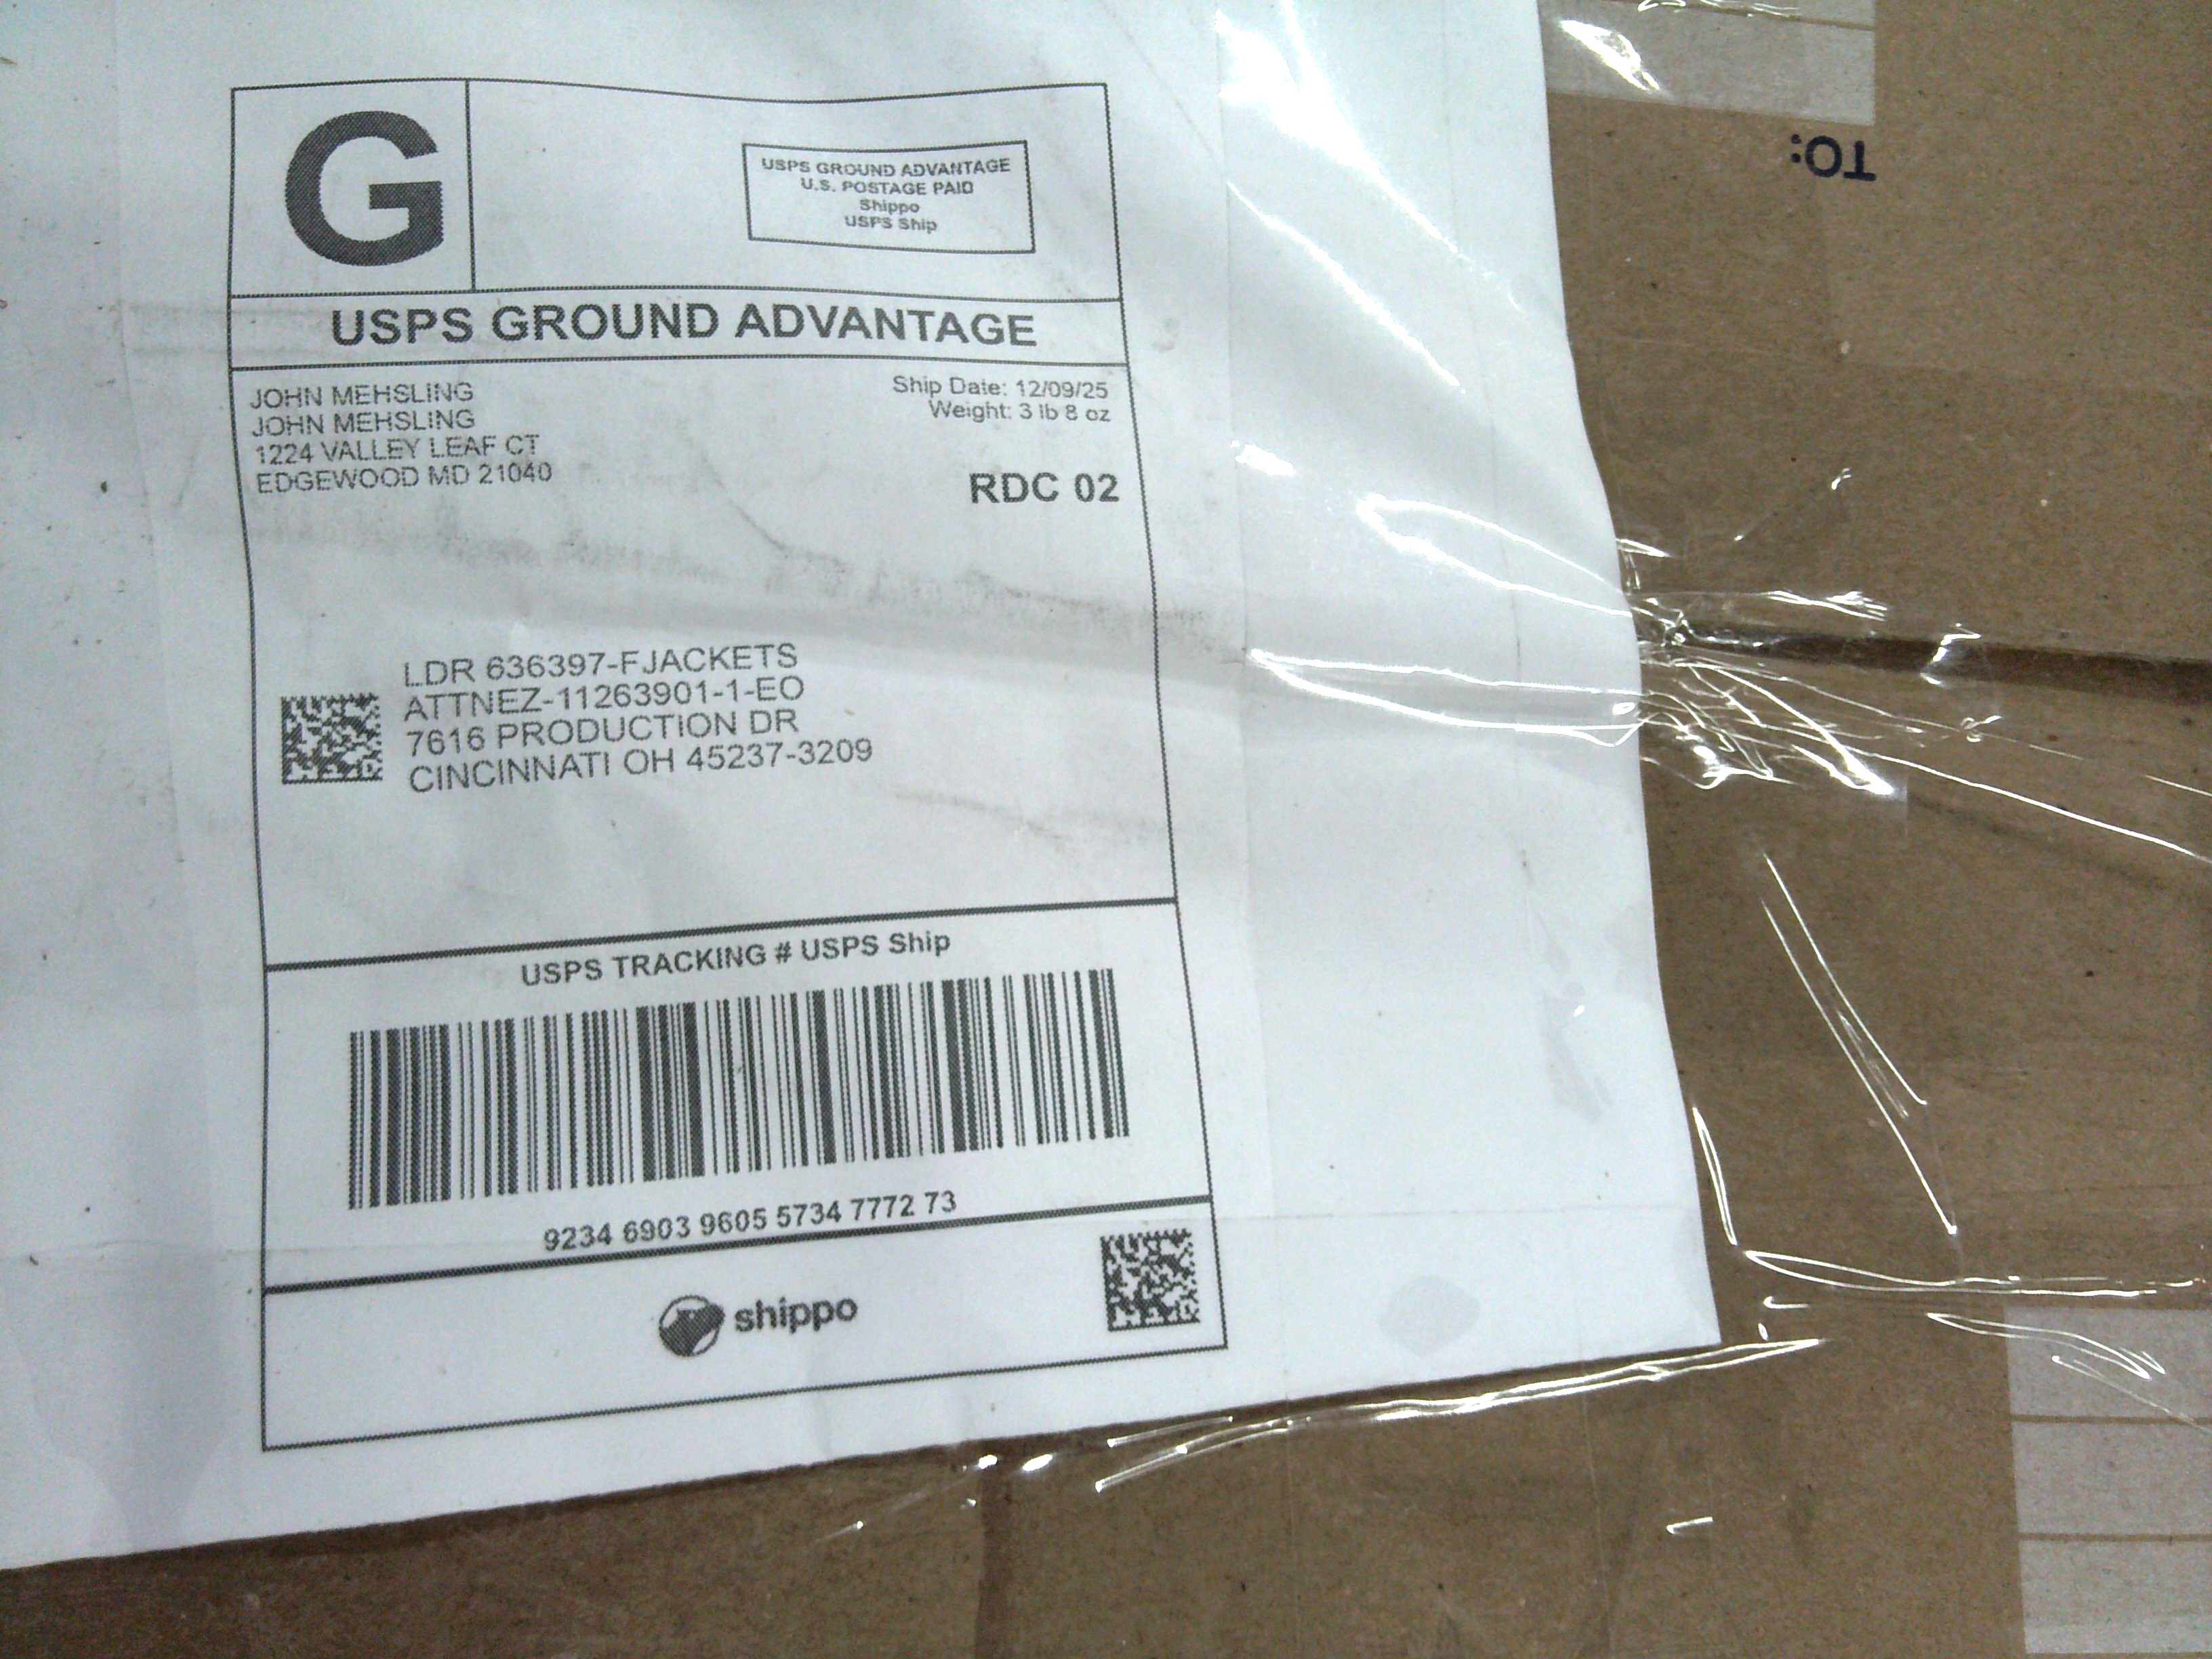 G
USPS GROUND ADVANTAGE
U.S. POSTAGE PAID
Shippo
USPS Ship
USPS GROUND ADVANTAGE
JOHN MEHSLING
JOHN MEHSLING
1224 VALLEY LEAF CT
EDGEWOOD MD 21040
Ship Date: 12/09/25
Weight: 3 lb 8 oz
RDC 02
LDR 636397-FJACKETS
ATTNEZ-11263901-1-EO
7616 PRODUCTION DR
CINCINNATI OH 45237-3209
USPS TRACKING # USPS Ship
9234 6903 9605 5734 7772 73
shippo
TO: